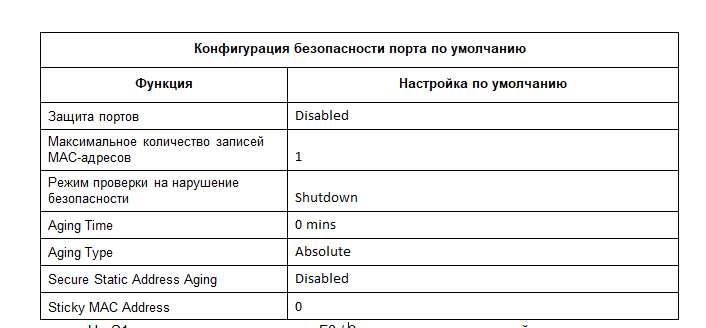 Конфигурация безопасности порта по умолчанию
Функция Настройка по умолчанию
Защита портов Disabled
Максимальное количество записей
МАС-адресов 1
Режим проверки на нарушение
безопасности Shutdown
Aging Time 0 mins
Aging Type Absolute
Secure Static Address Aging Disabled
Sticky MAC Address 0